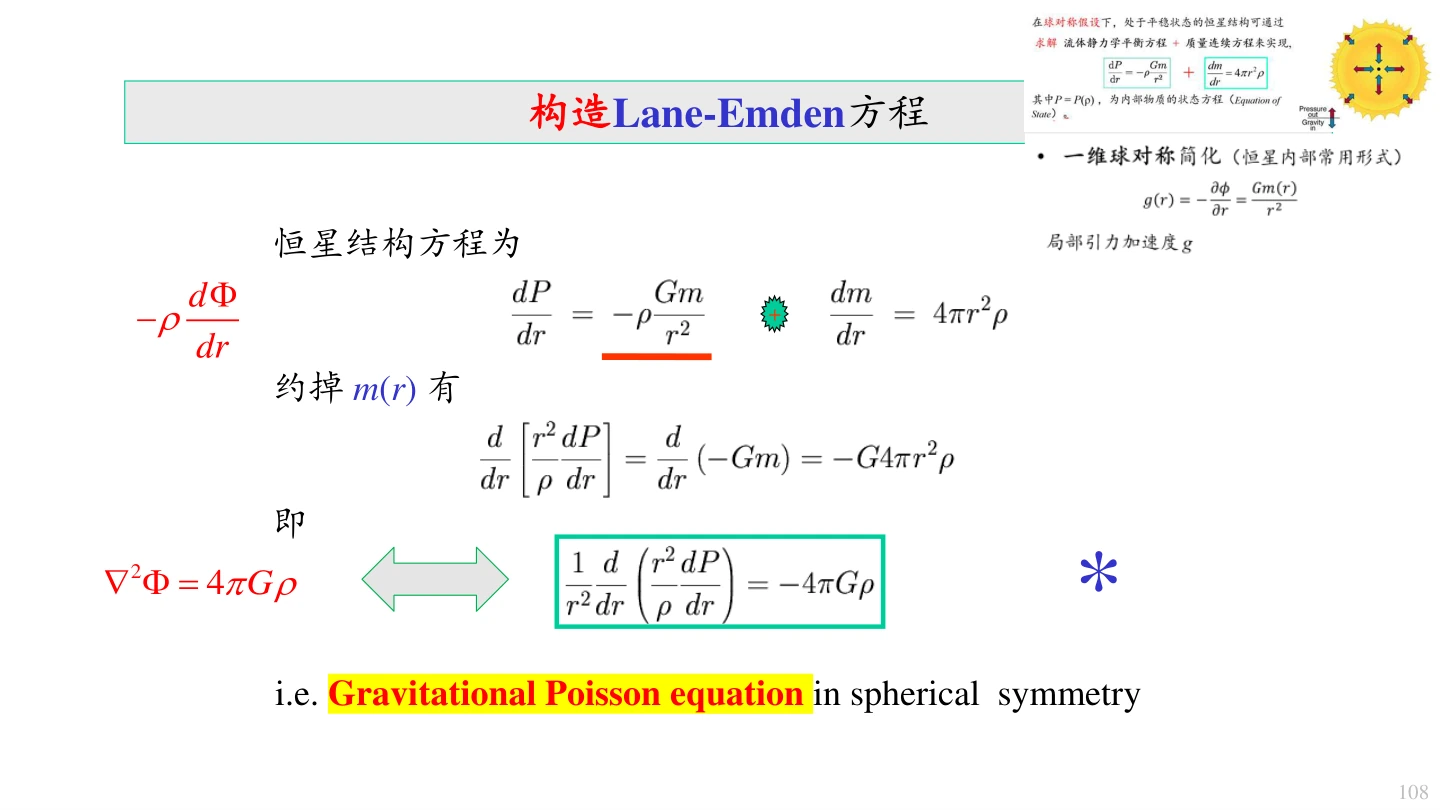 在球对称假设下，处于平稳状态的恒星结构可通过
求解 流体静力学平衡方程 + 质量连续方程来实现,
dP/dr = −ρ Gm/r² + dm/dr = 4πr²ρ
其中P = P(ρ) ，为内部物质的状态方程（Equation of
State）。
Pressure
out
Gravity
in
构造Lane-Emden方程
• 一维球对称简化（恒星内部常用形式）
g(r) = −∂ϕ/∂r = Gm(r)/r²
局部引力加速度 g
恒星结构方程为
−ρ dΦ/dr
dP/dr = −ρ Gm/r² + dm/dr = 4πr²ρ
约掉 m(r) 有
d/dr [r²/ρ dP/dr] = d/dr (−Gm) = −G4πr²ρ
即
∇²Φ = 4πGρ
1/r² d/dr (r²/ρ dP/dr) = −4πGρ
*
i.e. Gravitational Poisson equation in spherical symmetry
108